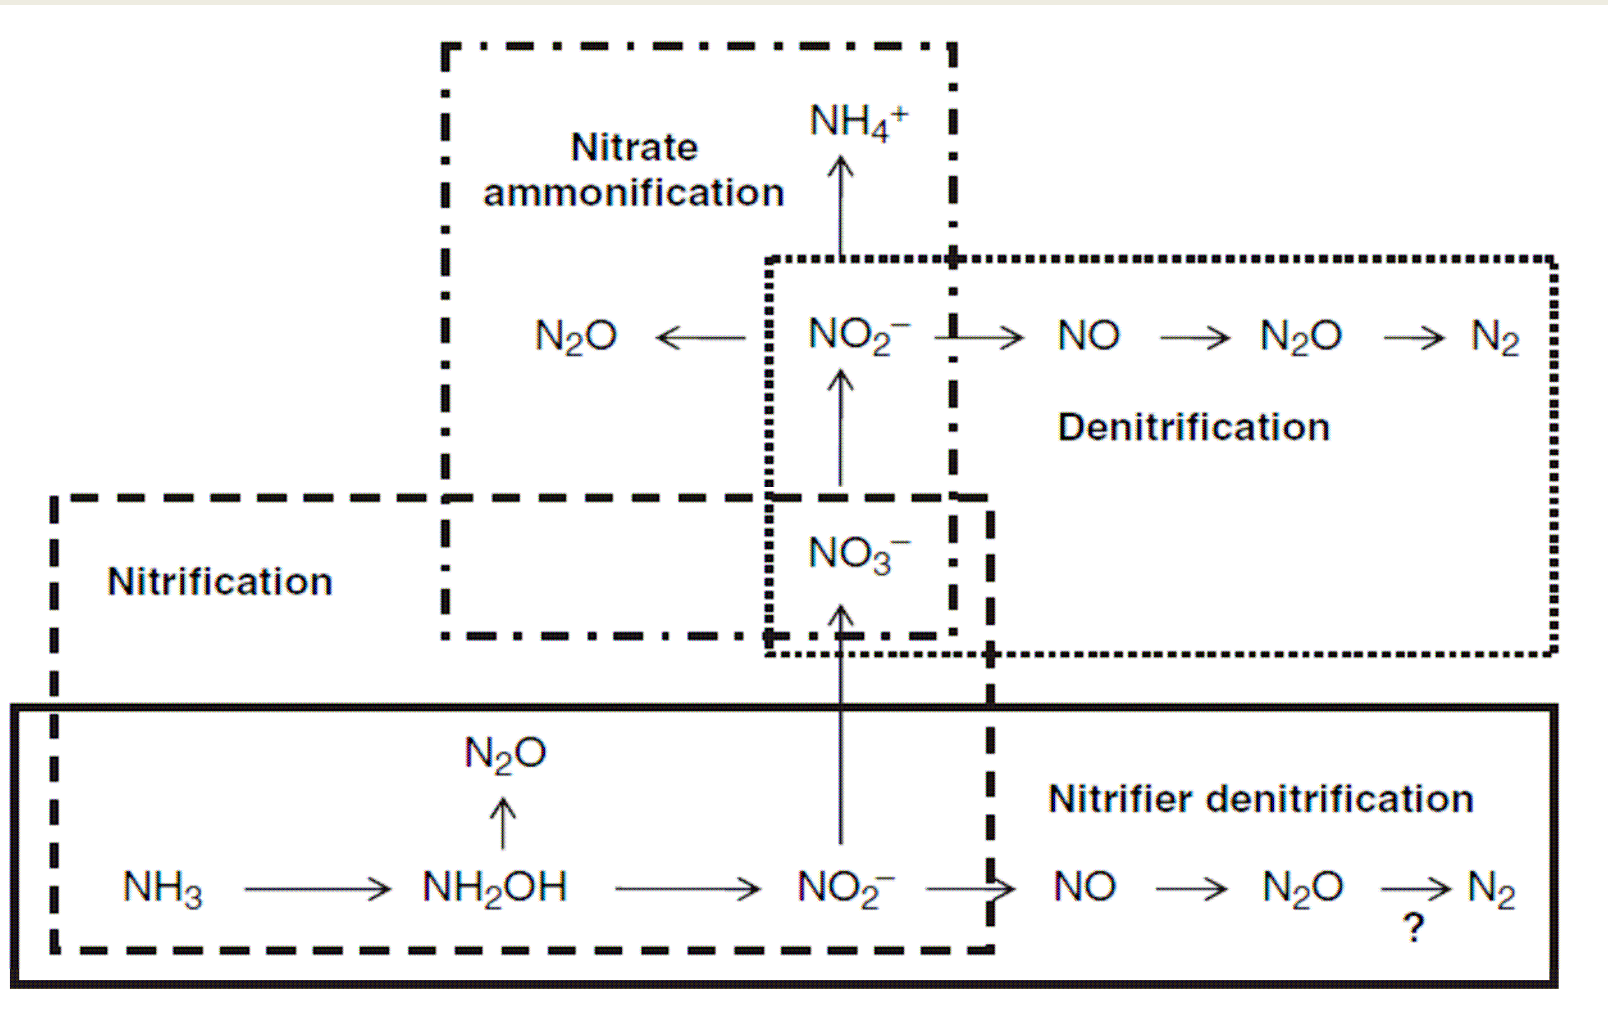 NH₄⁺
Nitrate
ammonification
N₂O ← NO₂⁻ → NO → N₂O → N₂
Denitrification
NO₃⁻
Nitrification
N₂O
Nitrifier denitrification
NH₃ → NH₂OH → NO₂⁻ → NO → N₂O → N₂
?